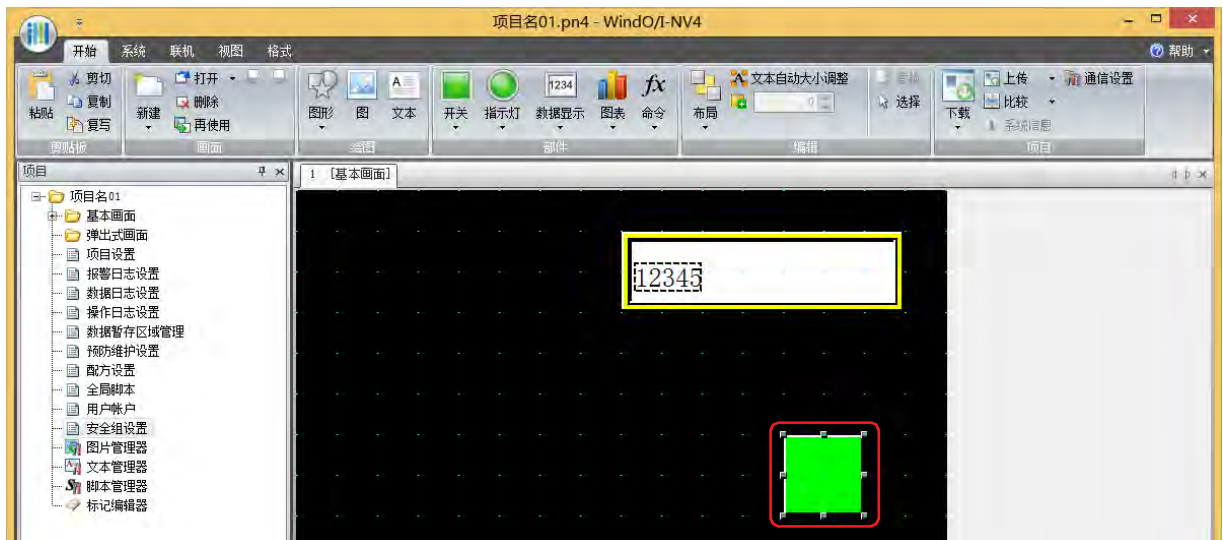 项目名01.pn4 - WindO/I-NV4
开始 系统 联机 视图 格式 帮助
剪切 打开 A 1234 fx 文本自动大小调整 替换 上传 通信设置
粘贴 复制 新建 删除 图形 图 文本 开关 指示灯 数据显示 图表 命令 布局 0 选择 下载 比较
复写 再使用 系统信息
剪贴板 画面 绘图 部件 编辑 项目
项目 1 [基本画面]
项目名01
基本画面
弹出式画面
项目设置
报警日志设置
数据日志设置
操作日志设置
数据暂存区域管理
预防维护设置
配方设置
全局脚本
用户帐户
安全组设置
图片管理器
文本管理器
脚本管理器
标记编辑器
12345